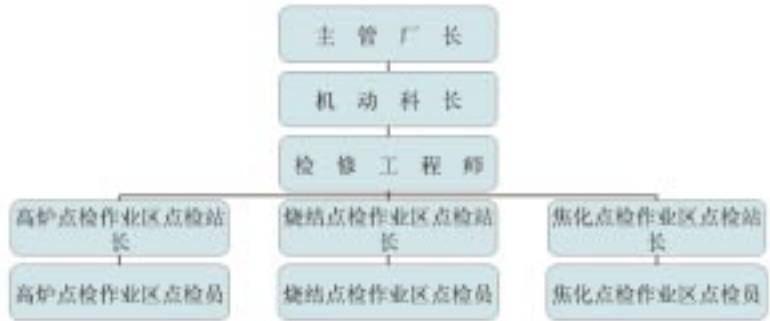 主管厂长
机动科长
检修工程师
高炉点检作业区点检站
长
烧结点检作业区点检站
长
焦化点检作业区点检站
长
高炉点检作业区点检员
烧结点检作业区点检员
焦化点检作业区点检员